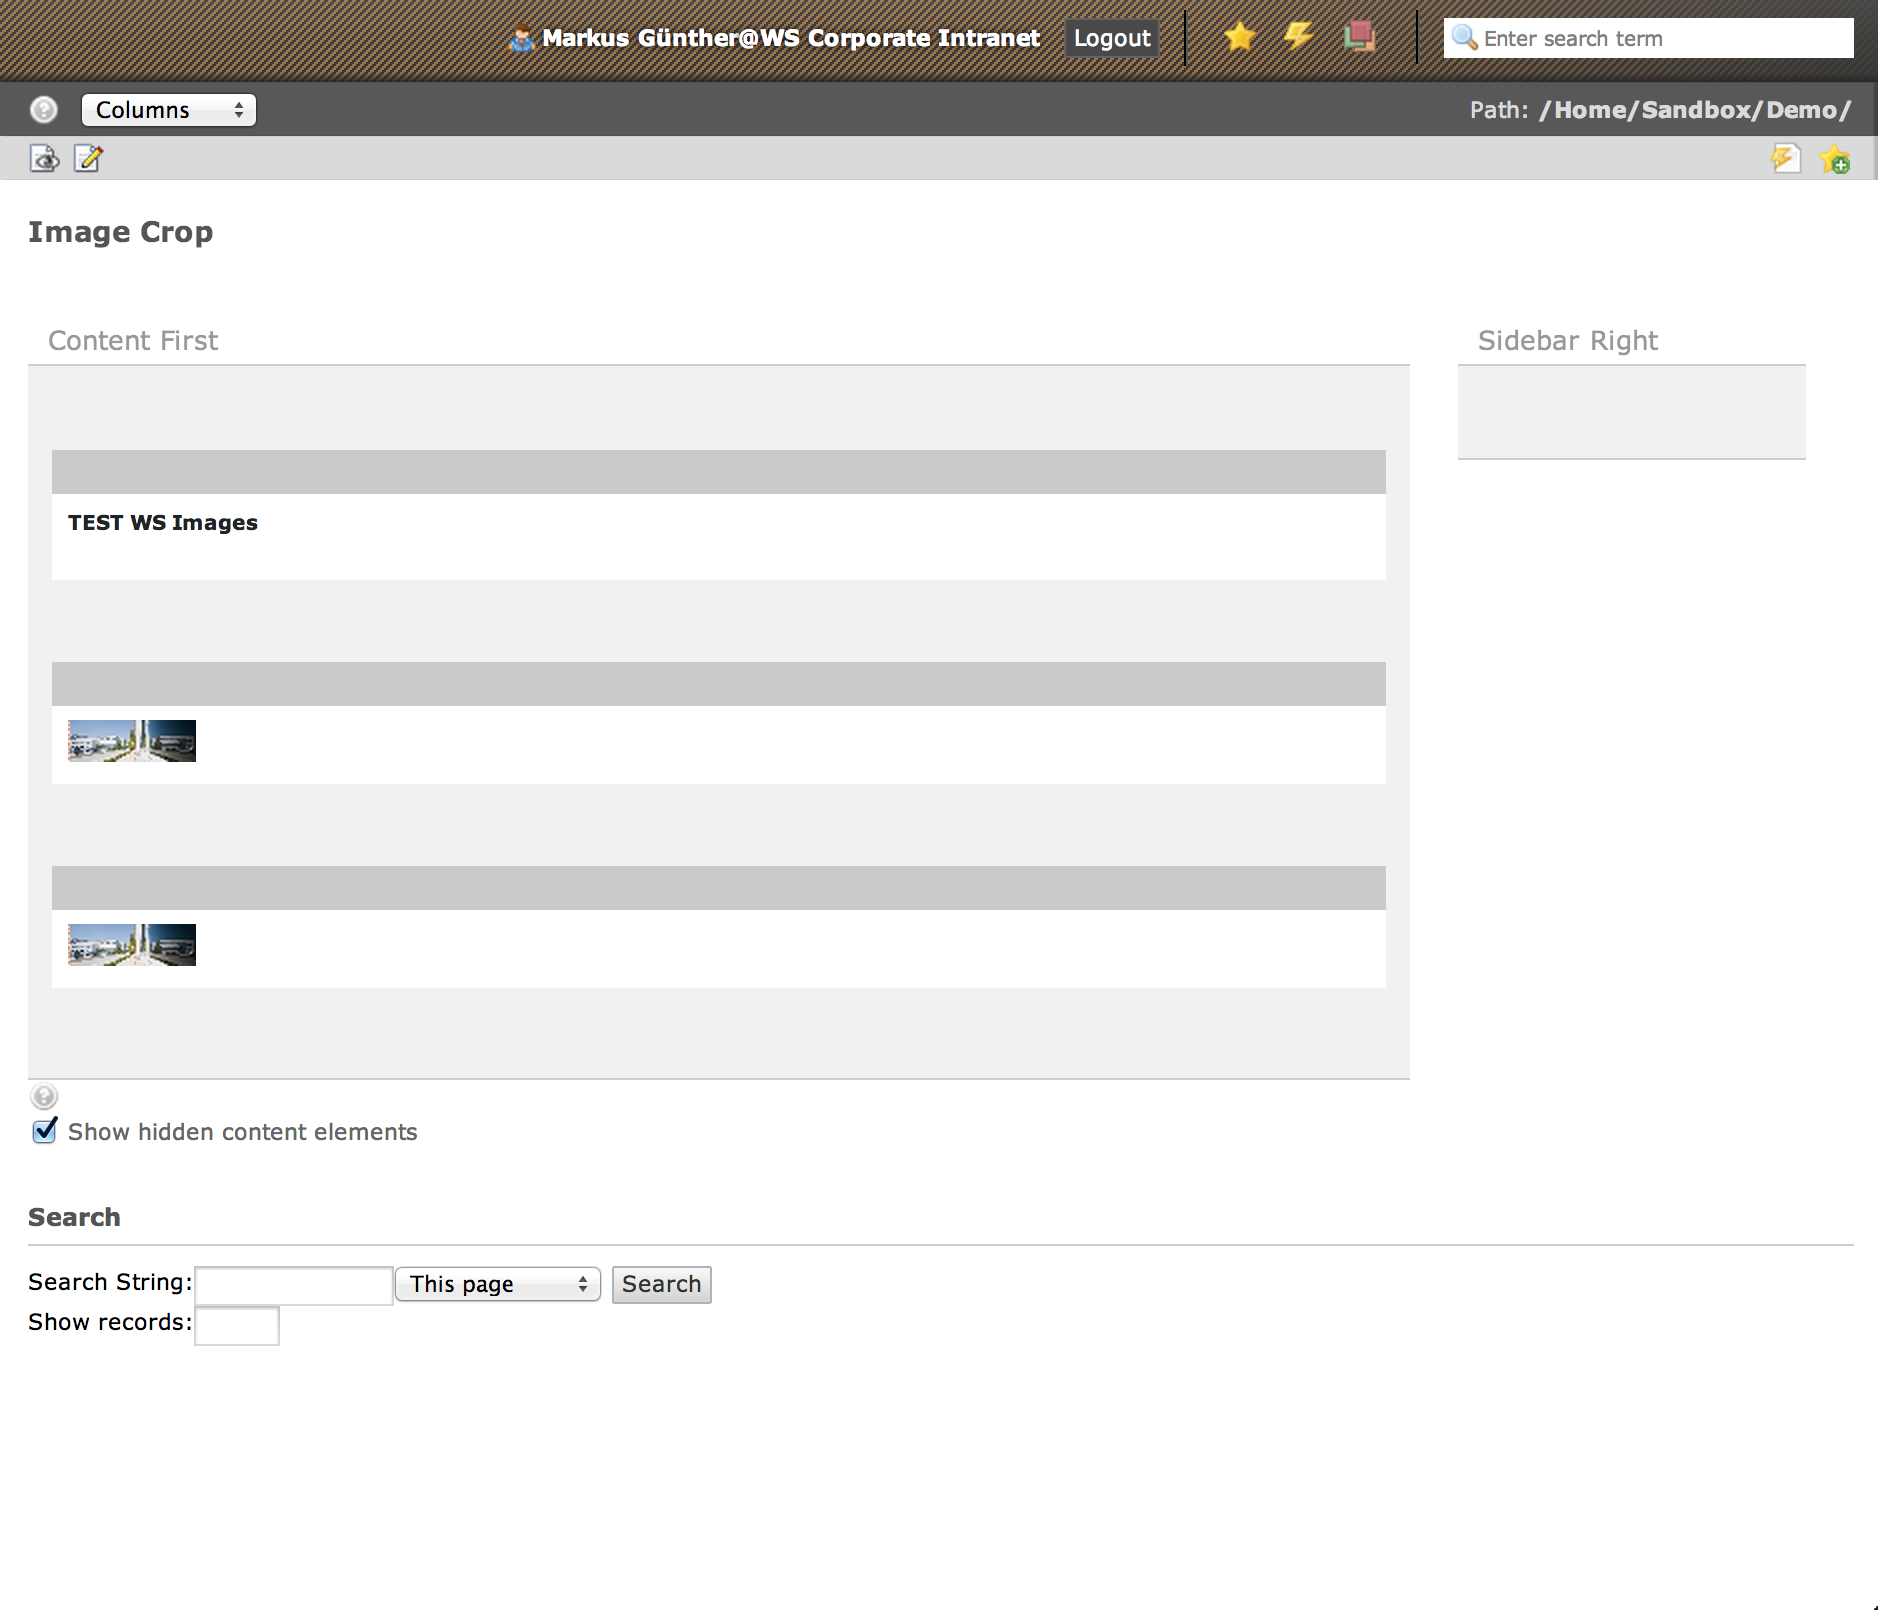 Markus Günther@WS Corporate Intranet Logout Enter search term
Columns Path: /Home/Sandbox/Demo/
Image Crop
Content First Sidebar Right
TEST WS Images
Show hidden content elements
Search
Search String: This page Search
Show records: